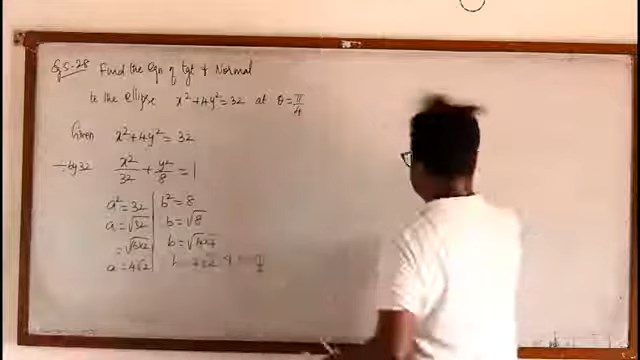 Eg 5.28 Find the Eqn of tgt & Normal
to the ellipse x²+4y²=32 at θ=π/4
Given x²+4y²=32
÷by 32 x²/32 + y²/8 = 1
a²=32 b²=8
a=√32 b=√8
=√16×2 b=√4×2
a=4√2